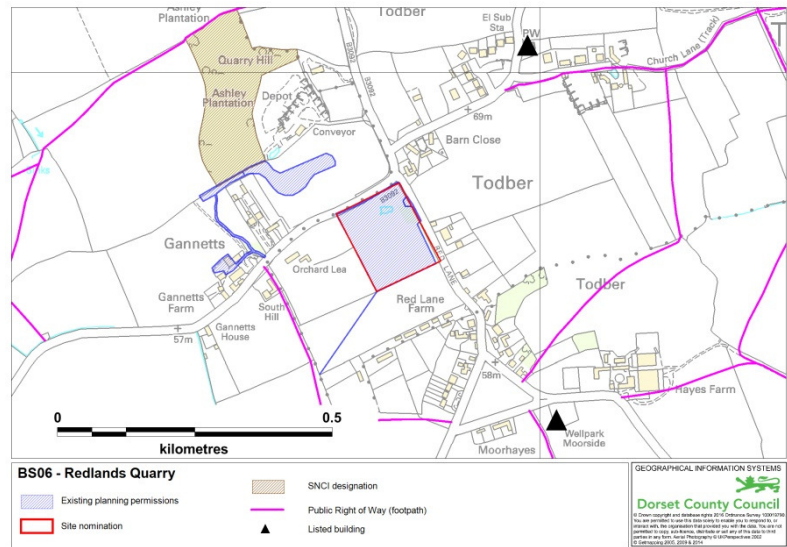 Ashley
Plantation
Todber
El Sub
Sta
PW
Church Lane (Track)
B3092
B3092
Quarry Hill
Ashley
Plantation
Depot
Conveyor
69m
Barn Close
Todber
B3092
Gannetts
Orchard Lea
RED LANE
Todber
Gannetts
Farm
South
Hill
Red Lane
Farm
57m
Gannetts
House
58m
Hayes Farm
0
0.5
kilometres
Moorhayes
Wellpark
Moorside
BS06 - Redlands Quarry
Existing planning permissions
Site nomination
SNCI designation
Public Right of Way (footpath)
Listed building
GEOGRAPHICAL INFORMATION SYSTEMS
Dorset County Council